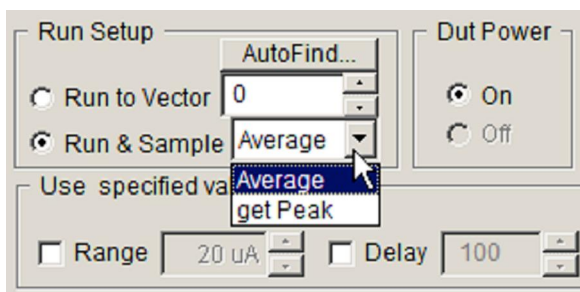 Run Setup
Dut Power
AutoFind...
Run to Vector 0
On
Run & Sample Average
Off
Use specified va
Average
get Peak
Range 20 uA Delay 100